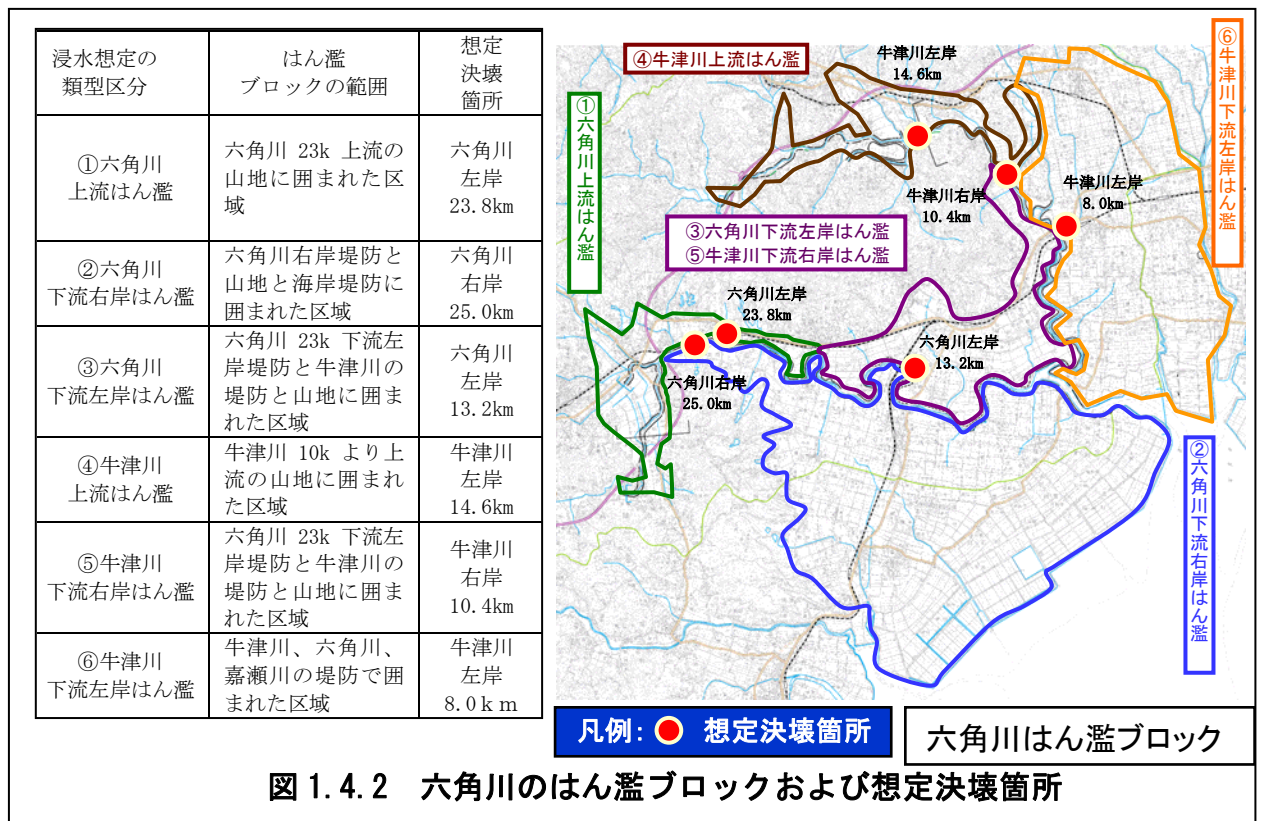 浸水想定の
類型区分
はん濫
ブロックの範囲
想定
決壊
箇所
①六角川
上流はん濫
六角川 23k 上流の
山地に囲まれた区
域
六角川
左岸
23.8km
②六角川
下流右岸はん濫
六角川右岸堤防と
山地と海岸堤防に
囲まれた区域
六角川
右岸
25.0km
③六角川
下流左岸はん濫
六角川 23k 下流左
岸堤防と牛津川の
堤防と山地に囲ま
れた区域
六角川
左岸
13.2km
④牛津川
上流はん濫
牛津川 10k より上
流の山地に囲まれ
た区域
牛津川
左岸
14.6km
⑤牛津川
下流右岸はん濫
六角川 23k 下流左
岸堤防と牛津川の
堤防と山地に囲ま
れた区域
牛津川
右岸
10.4km
⑥牛津川
下流左岸はん濫
牛津川、六角川、
嘉瀬川の堤防で囲
まれた区域
牛津川
左岸
8.0ｋｍ
④牛津川上流はん濫
牛津川左岸
14.6km
⑥牛津川下流左岸はん濫
①六角川上流はん濫
牛津川右岸
10.4km
牛津川左岸
8.0km
③六角川下流左岸はん濫
⑤牛津川下流右岸はん濫
六角川左岸
23.8km
六角川左岸
13.2km
六角川右岸
25.0km
②六角川下流右岸はん濫
凡例: 想定決壊箇所
六角川はん濫ブロック
図 1.4.2 六角川のはん濫ブロックおよび想定決壊箇所